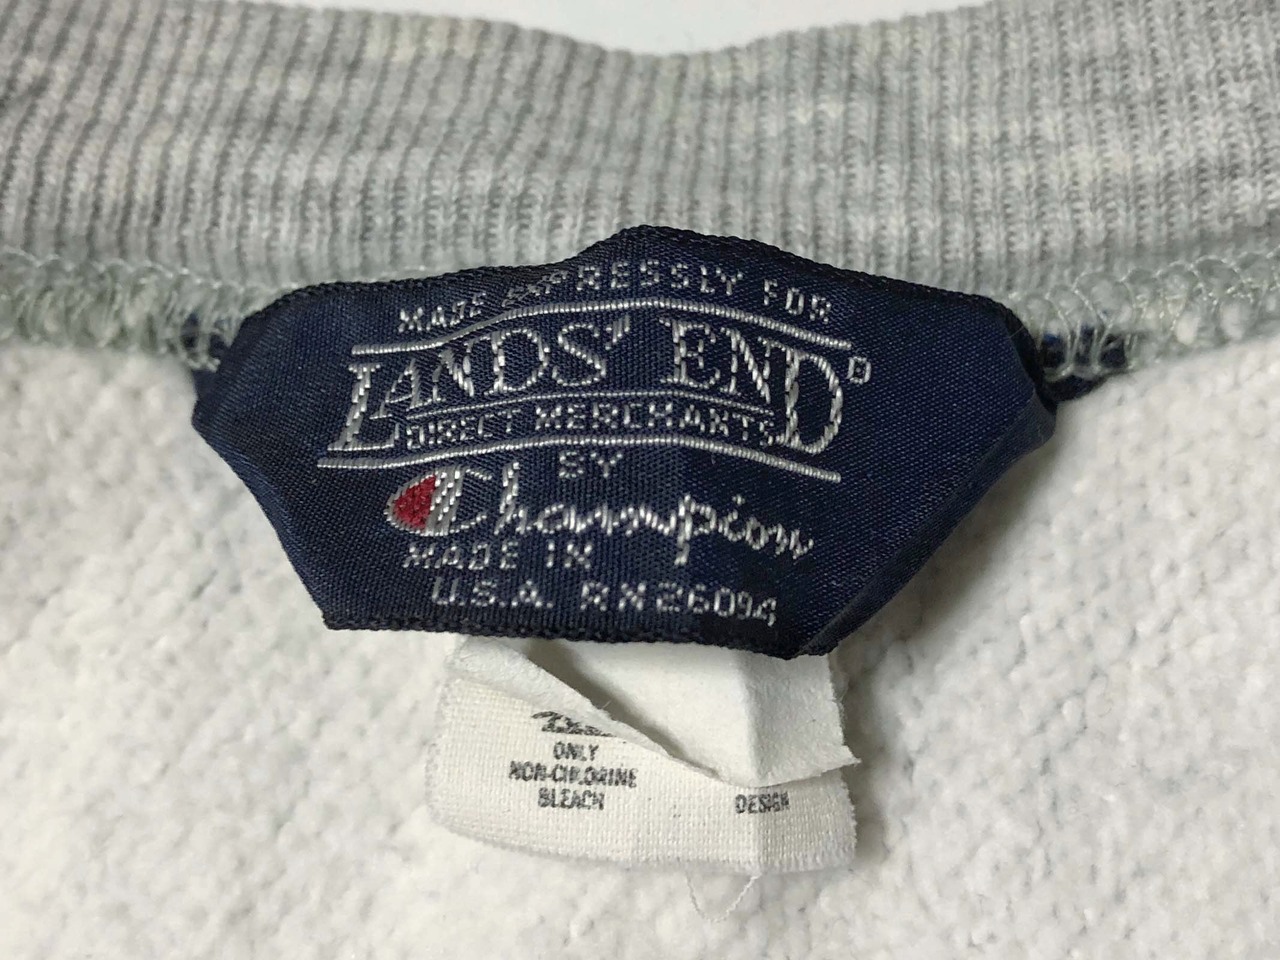 MADE EXPRESSLY FOR
LANDS' END
DIRECT MERCHANTS
BY
Champion
MADE IN
U.S.A. RN26094
ONLY
NON-CHLORINE
BLEACH
DESIGN